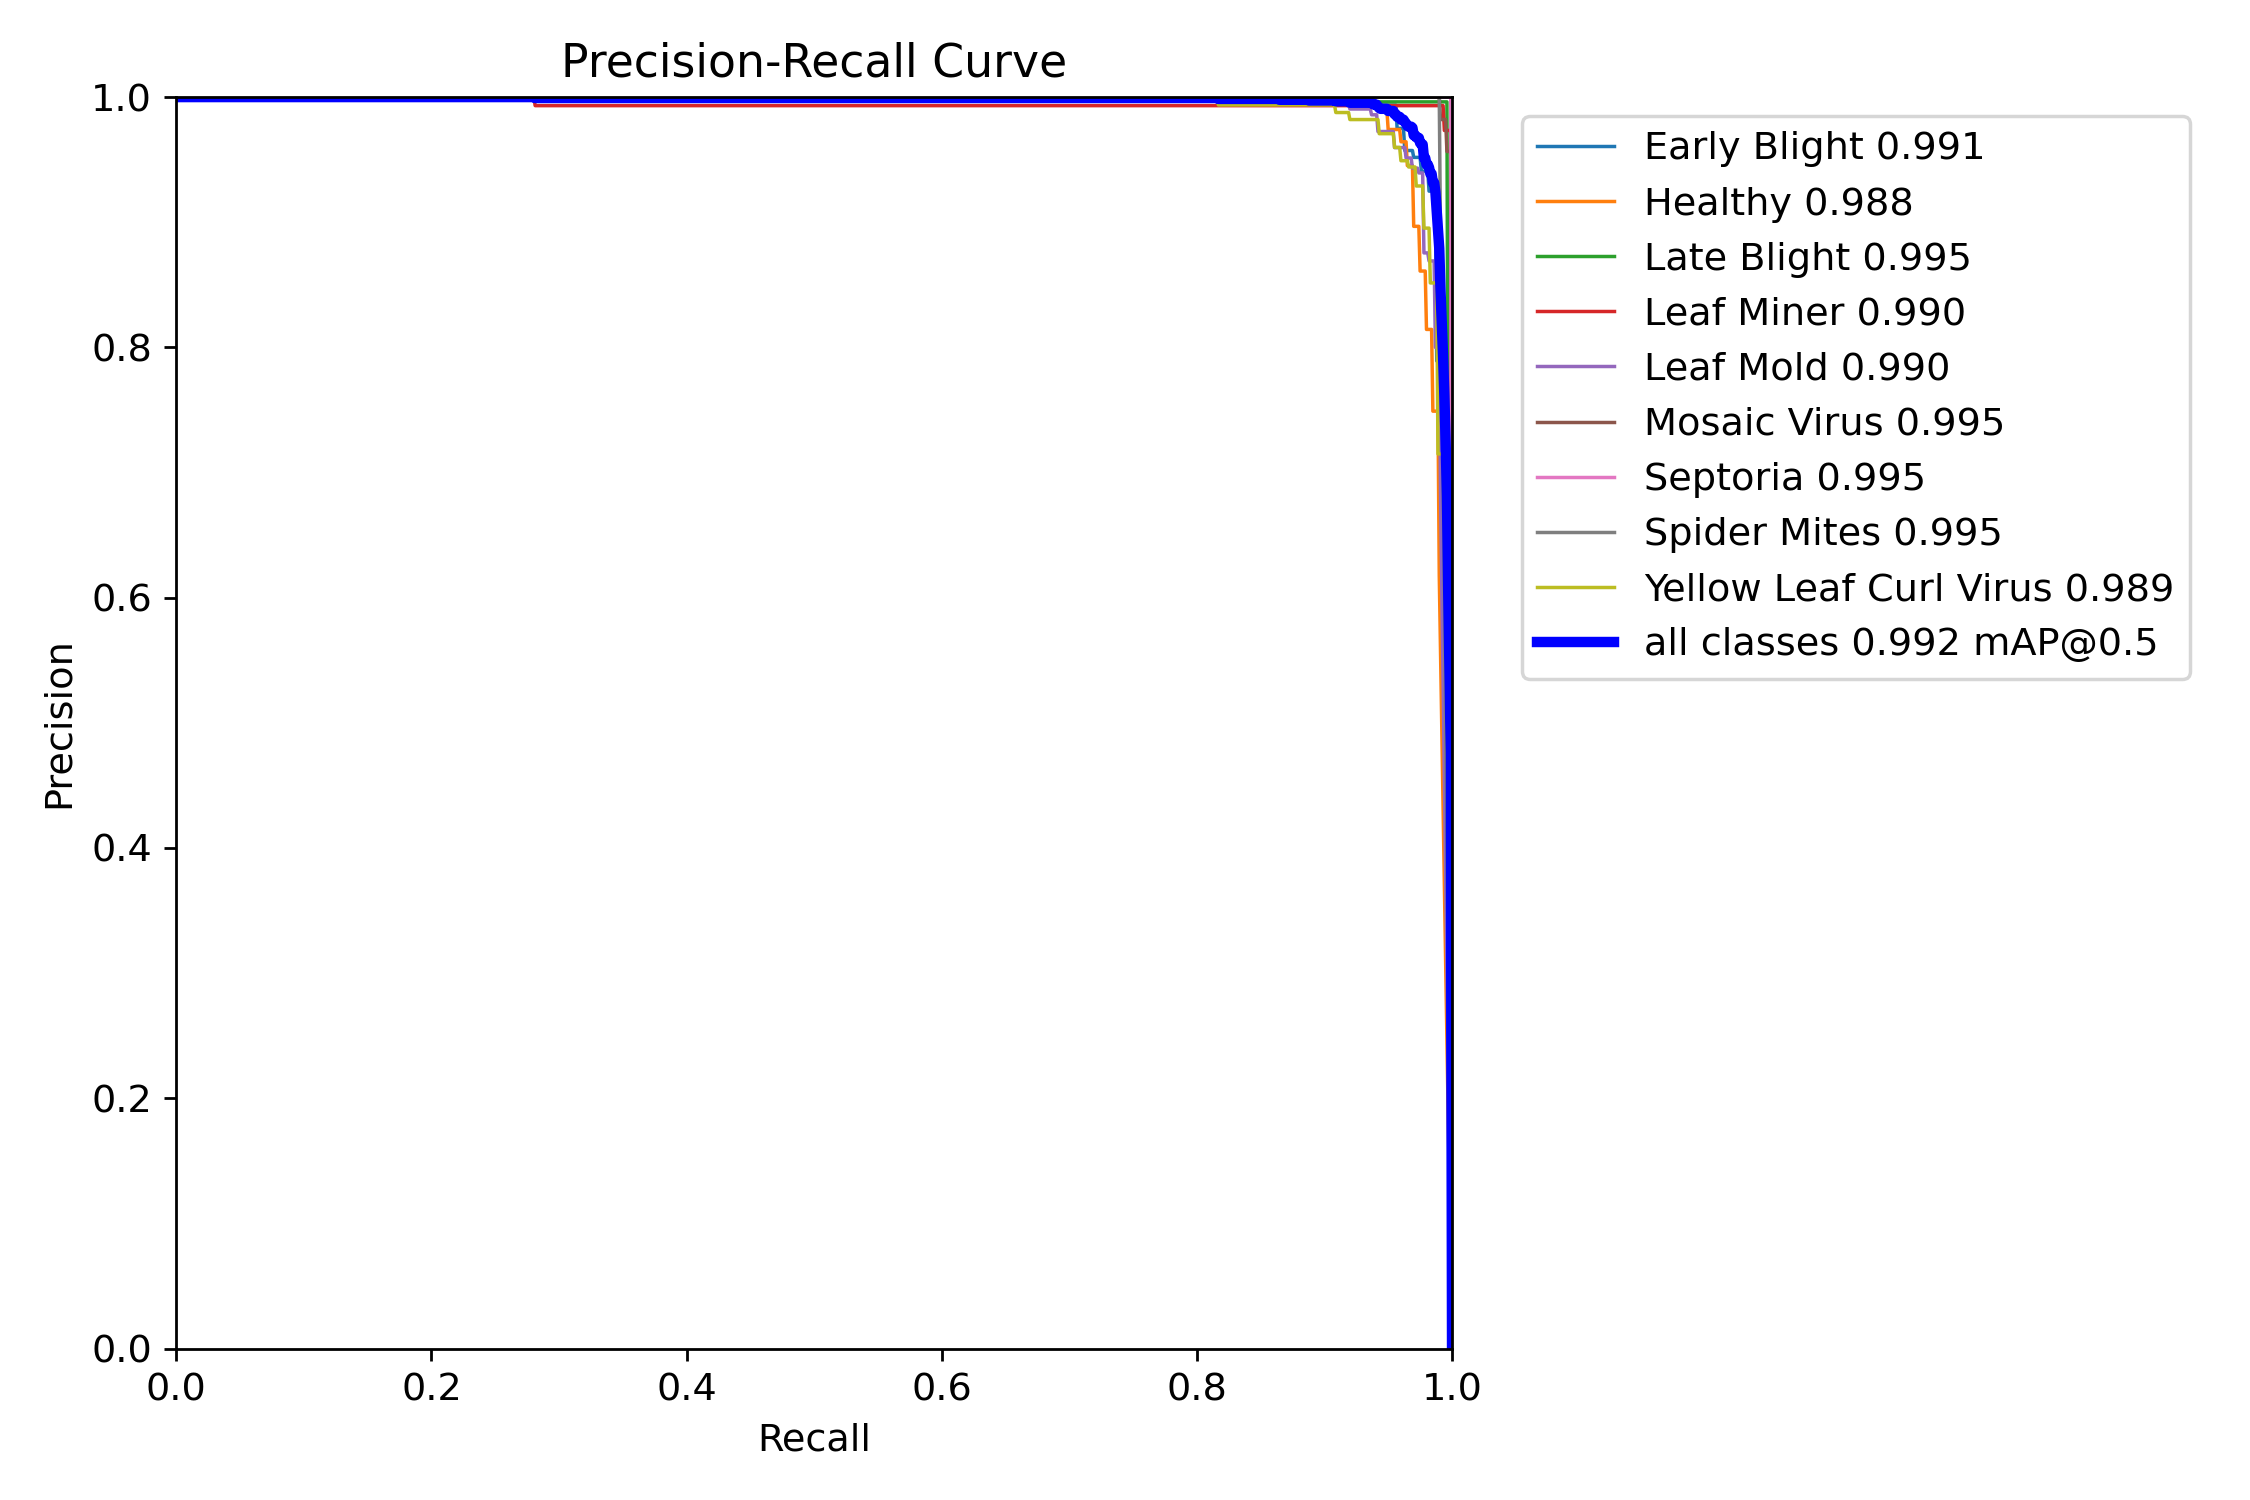 Precision-Recall Curve
1.0
0.8
0.6
0.4
0.2
0.0
Precision
0.0 0.2 0.4 0.6 0.8 1.0
Recall
Early Blight 0.991
Healthy 0.988
Late Blight 0.995
Leaf Miner 0.990
Leaf Mold 0.990
Mosaic Virus 0.995
Septoria 0.995
Spider Mites 0.995
Yellow Leaf Curl Virus 0.989
all classes 0.992 mAP@0.5